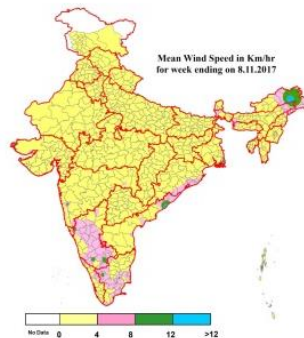 Mean Wind Speed in Km/hr
for week ending on 8.11.2017
No Data 0 4 8 12 >12